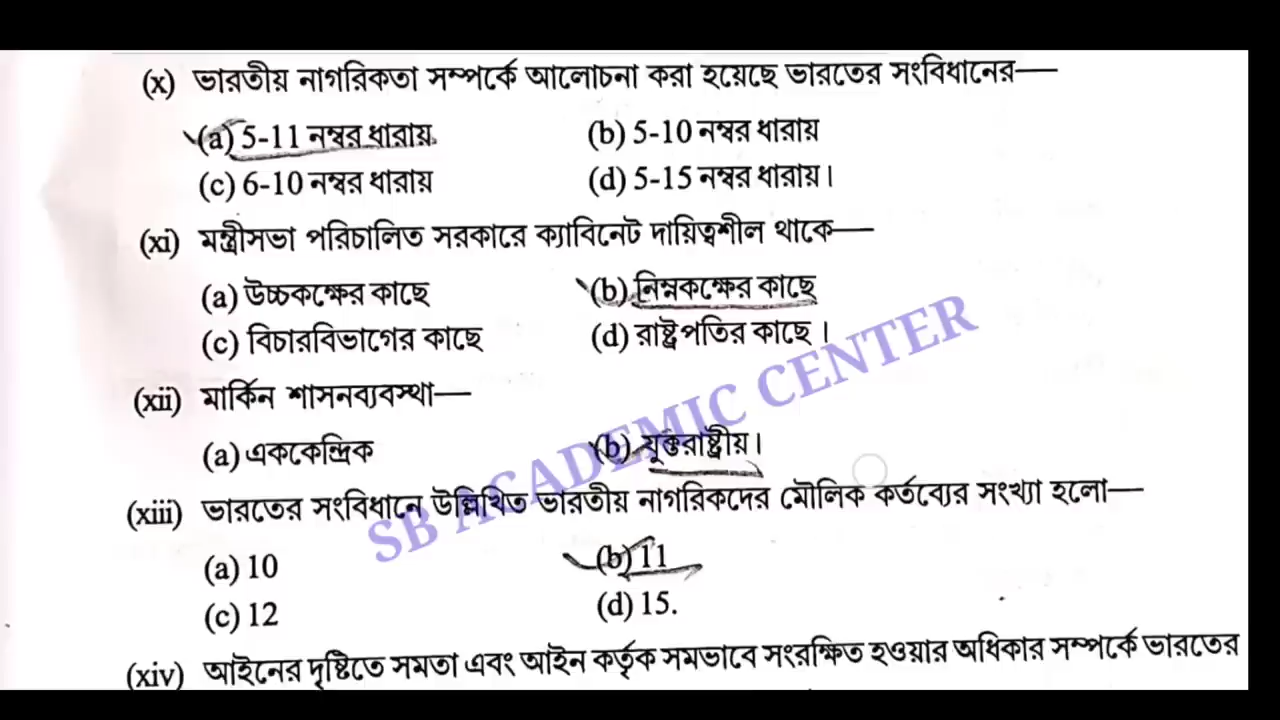 (x) ভারতীয় নাগরিকতা সম্পর্কে আলোচনা করা হয়েছে ভারতের সংবিধানের—
(a) 5-11 নম্বর ধারায় (b) 5-10 নম্বর ধারায়
(c) 6-10 নম্বর ধারায় (d) 5-15 নম্বর ধারায়।
(xi) মন্ত্রীসভা পরিচালিত সরকারে ক্যাবিনেট দায়িত্বশীল থাকে—
(a) উচ্চকক্ষের কাছে (b) নিম্নকক্ষের কাছে
(c) বিচারবিভাগের কাছে (d) রাষ্ট্রপতির কাছে।
(xii) মার্কিন শাসনব্যবস্থা—
(a) এককেন্দ্রিক (b) যুক্তরাষ্ট্রীয়।
(xiii) ভারতের সংবিধানে উল্লিখিত ভারতীয় নাগরিকদের মৌলিক কর্তব্যের সংখ্যা হলো—
(a) 10 (b) 11
(c) 12 (d) 15.
(xiv) আইনের দৃষ্টিতে সমতা এবং আইন কর্তৃক সমভাবে সংরক্ষিত হওয়ার অধিকার সম্পর্কে ভারতের
SB ACADEMIC CENTER